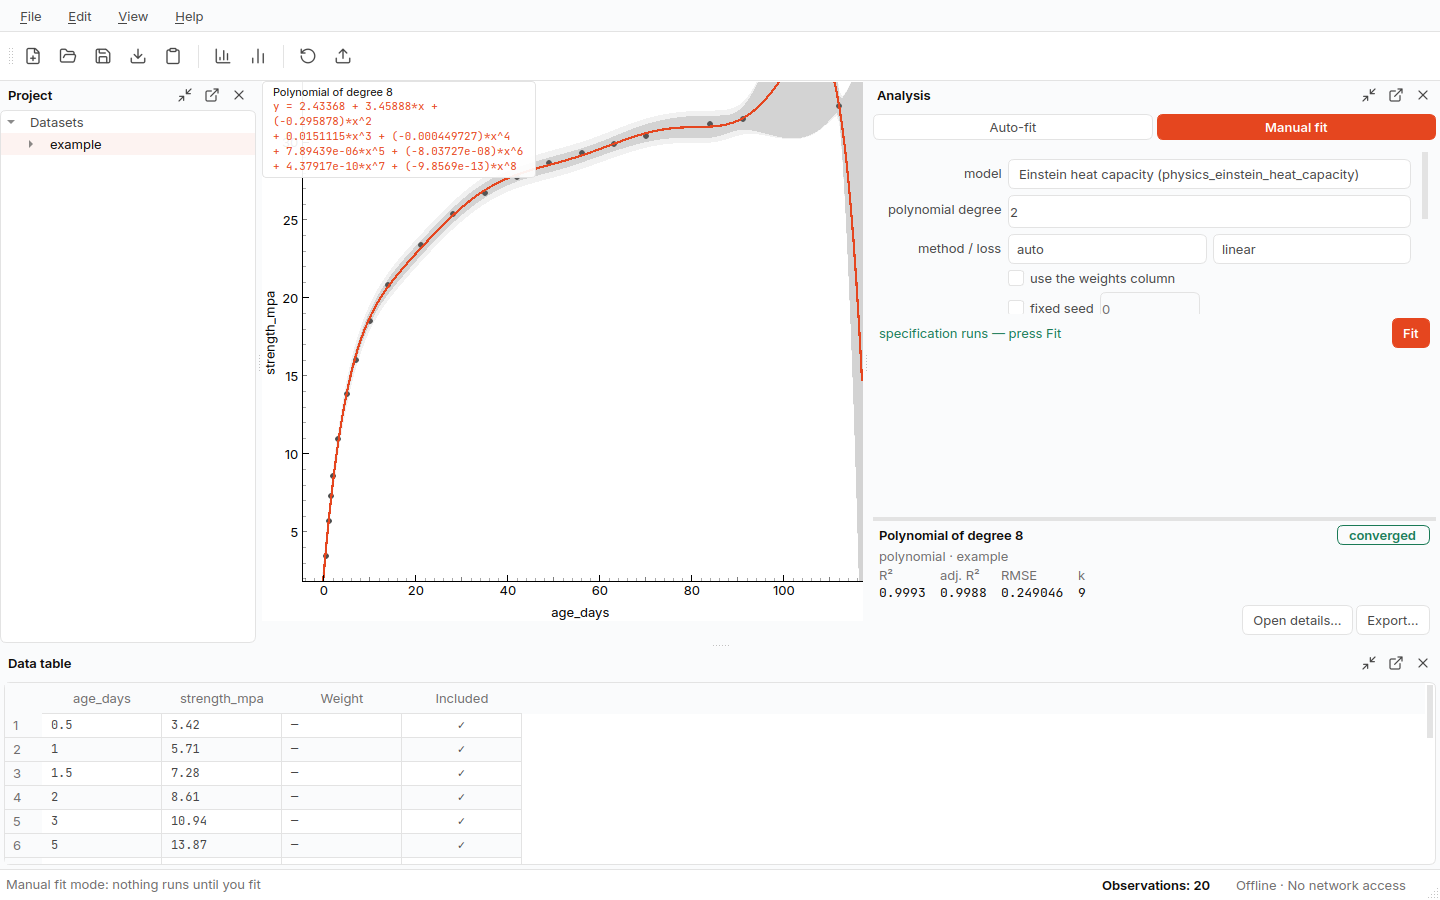 File Edit View Help
Project
Datasets
example
Polynomial of degree 8
y = 2.43368 + 3.45888*x +
(-0.295878)*x^2
+ 0.0151115*x^3 + (-0.000449727)*x^4
+ 7.89439e-06*x^5 + (-8.03727e-08)*x^6
+ 4.37917e-10*x^7 + (-9.8569e-13)*x^8
25
20
15
10
5
strength_mpa
0 20 40 60 80 100
age_days
Analysis
Auto-fit Manual fit
model Einstein heat capacity (physics_einstein_heat_capacity)
polynomial degree 2
method / loss auto linear
use the weights column
fixed seed 0
specification runs — press Fit Fit
Polynomial of degree 8 converged
polynomial · example
R² adj. R² RMSE k
0.9993 0.9988 0.249046 9
Open details... Export...
Data table
age_days strength_mpa Weight Included
1 0.5 3.42 — ✓
2 1 5.71 — ✓
3 1.5 7.28 — ✓
4 2 8.61 — ✓
5 3 10.94 — ✓
6 5 13.87 — ✓
Manual fit mode: nothing runs until you fit Observations: 20 Offline · No network access